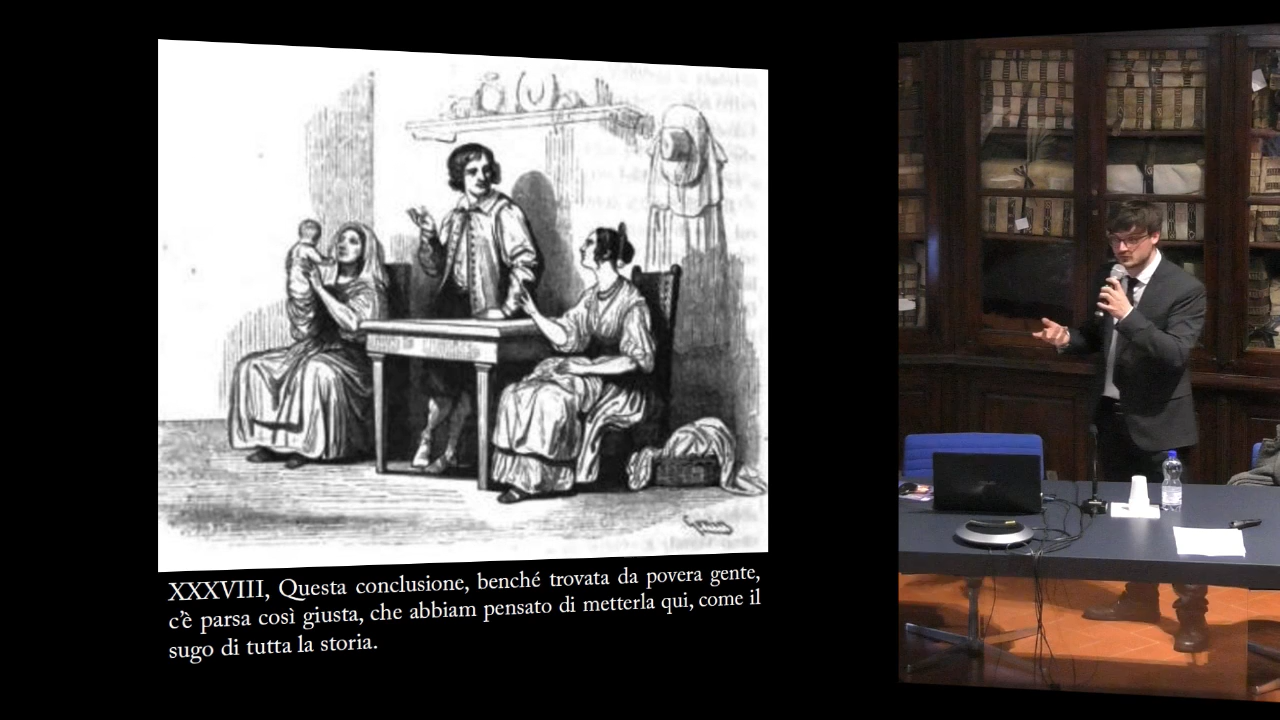 XXXVIII, Questa conclusione, benché trovata da povera gente,
c'è parsa così giusta, che abbiam pensato di metterla qui, come il
sugo di tutta la storia.